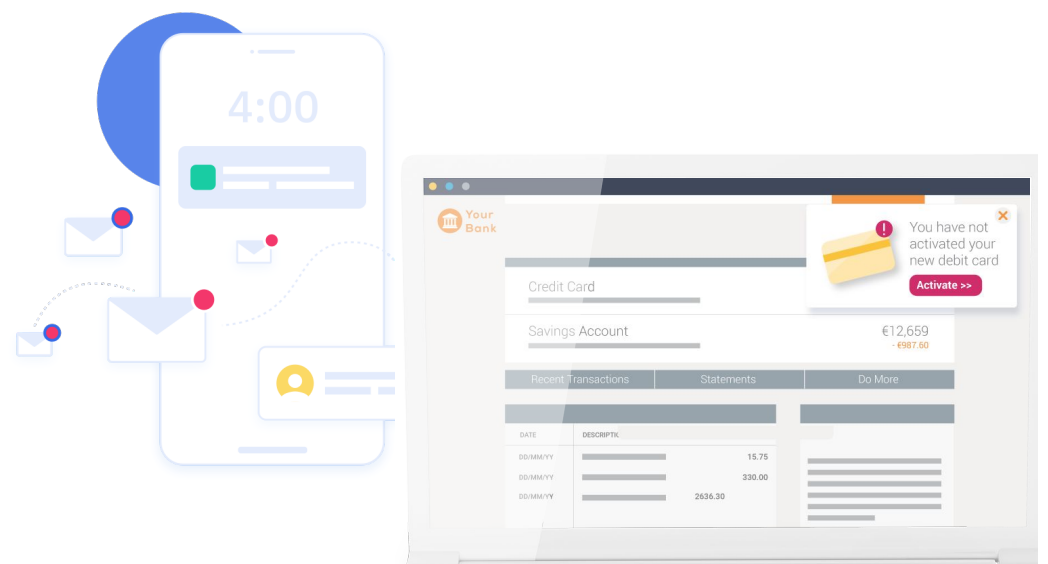 4:00
Your
Bank
You have not
activated your
new debit card
Activate >>
Credit Card
Savings Account
€12,659
- €987.60
Recent Transactions
Statements
Do More
DATE
DD/MM/YY
15.75
DD/MM/YY
330.00
DD/MM/YY
2636.30